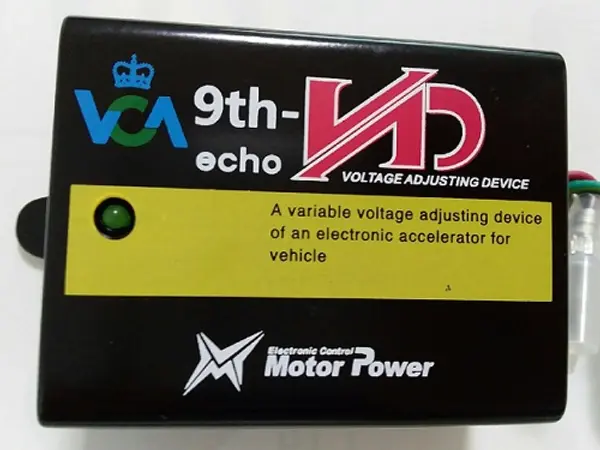 VCA
9th-VAD
echo
VOLTAGE ADJUSTING DEVICE
A variable voltage adjusting device
of an electronic accelerator for
vehicle
Electronic Control
Motor Power